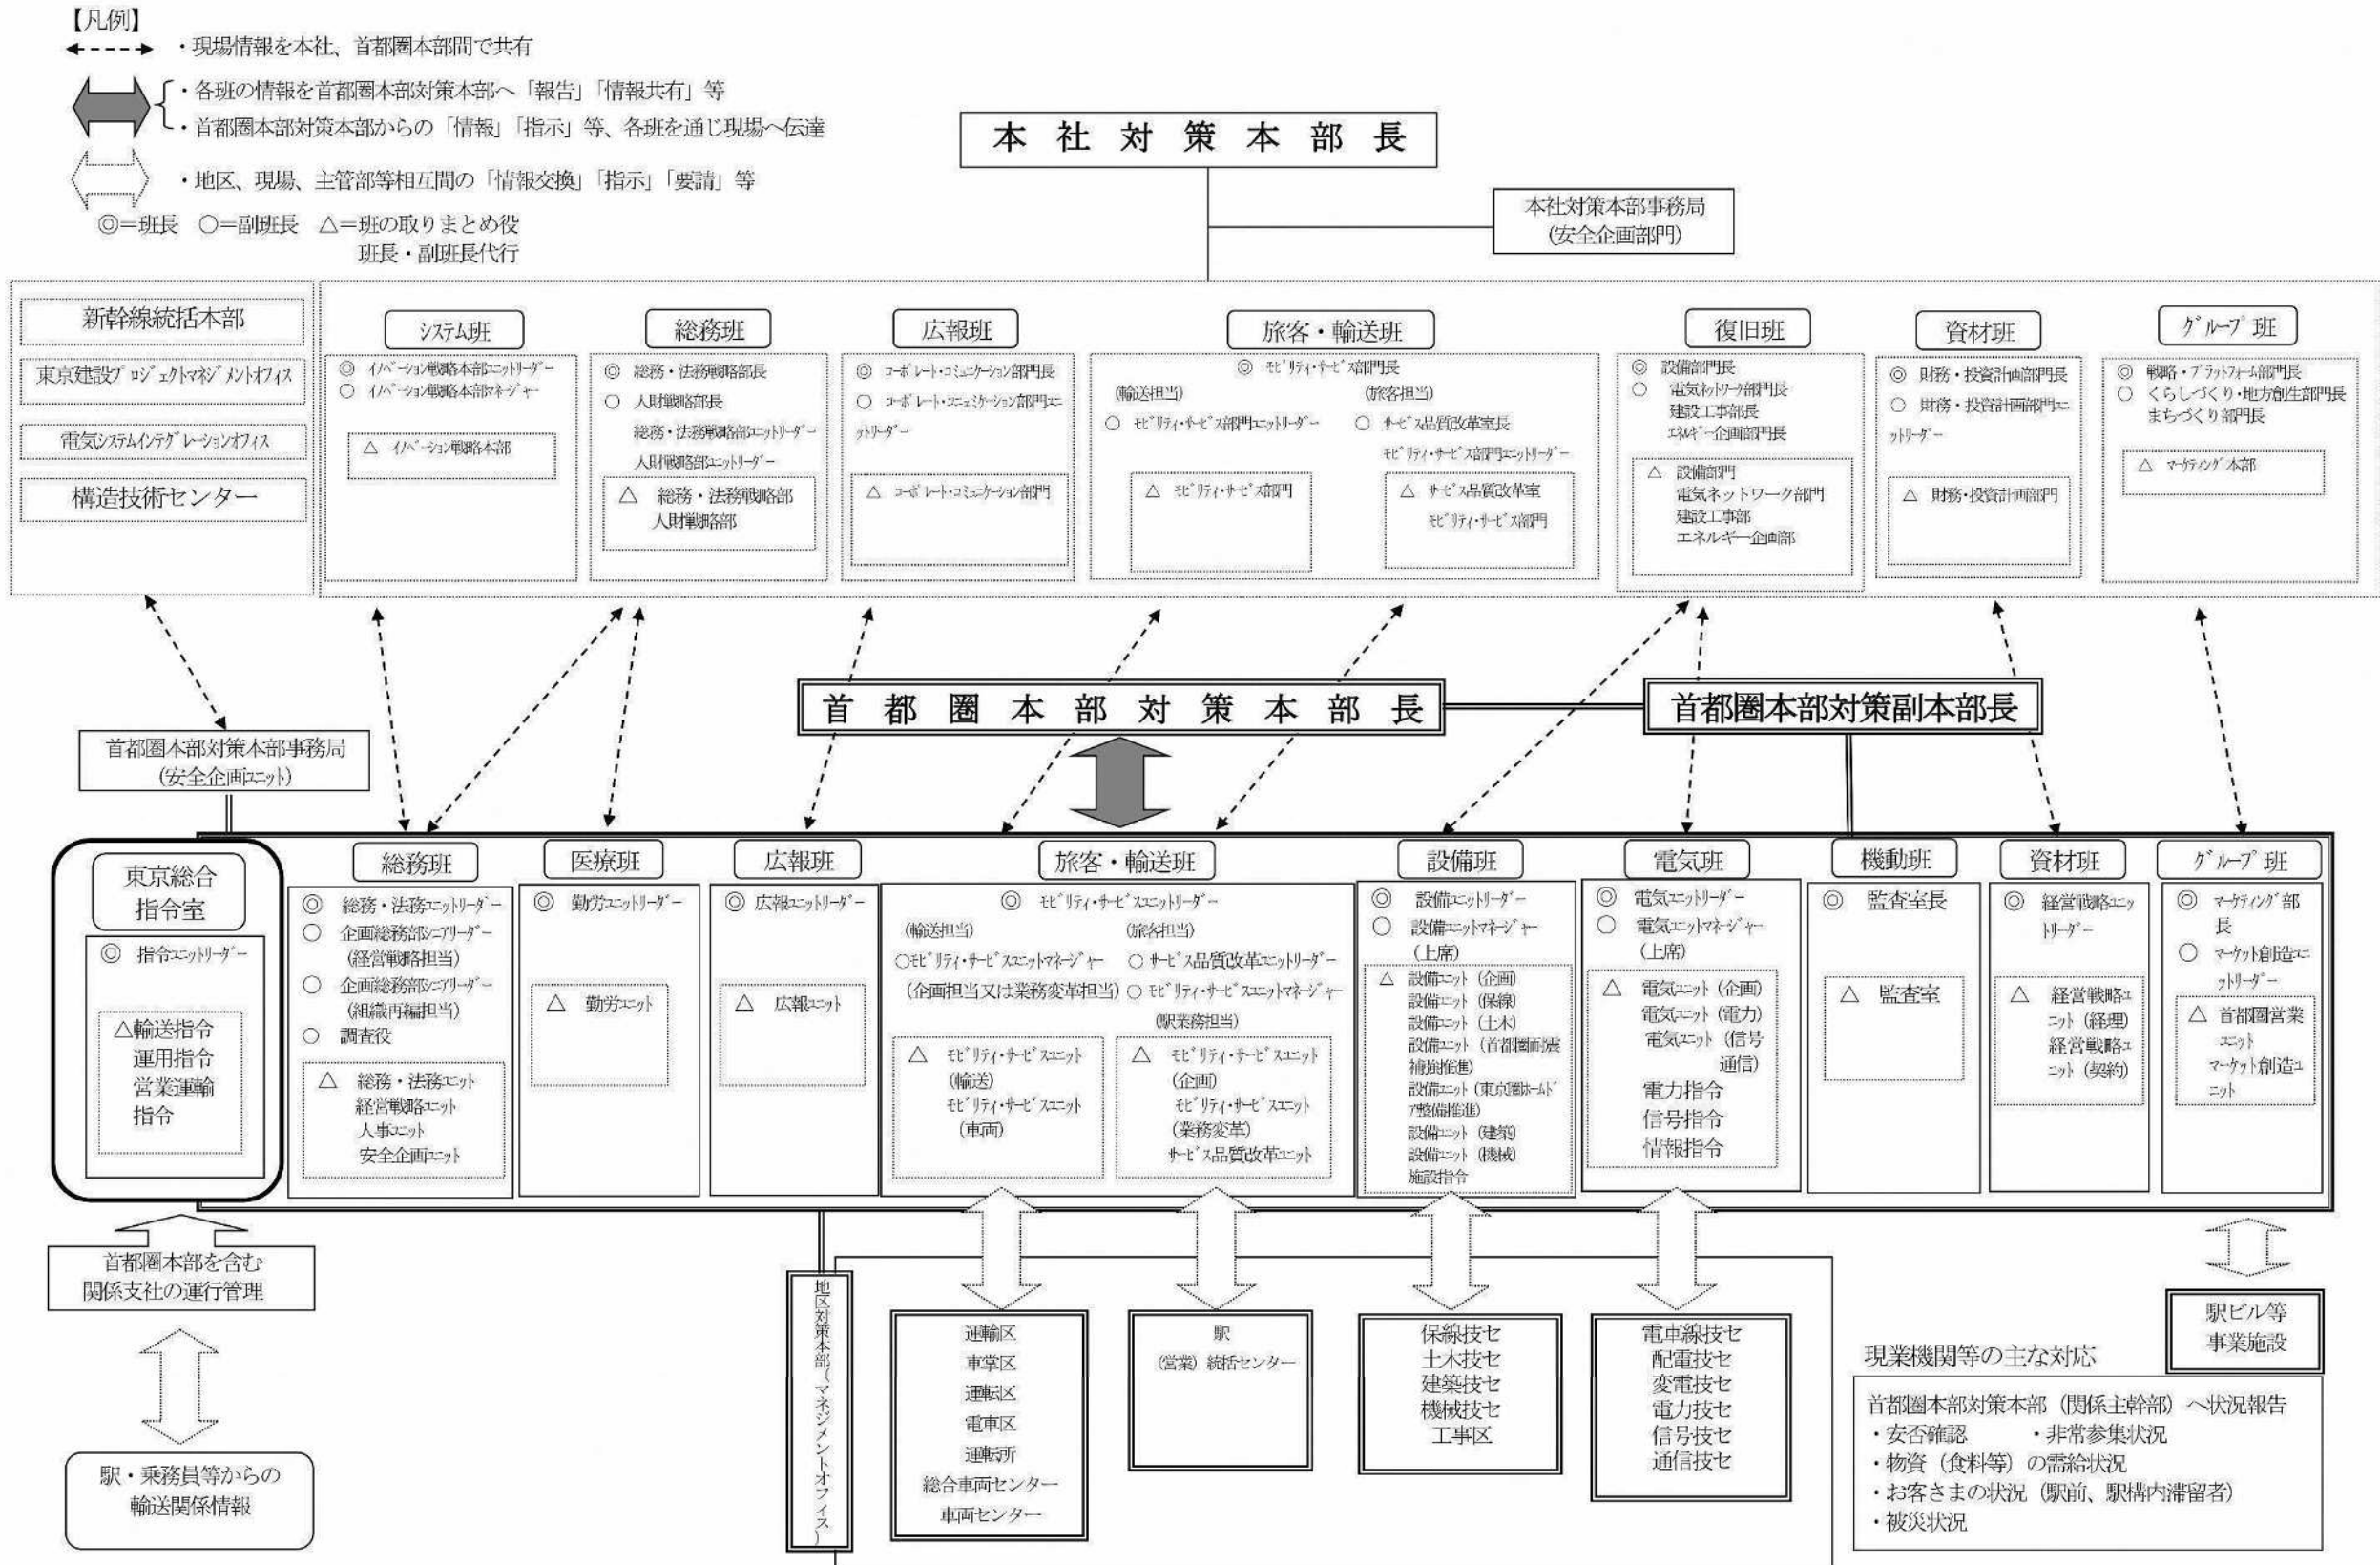 【凡例】
・現場情報を本社、首都圏本部間で共有
・各班の情報を首都圏本部対策本部へ「報告」「情報共有」等
・首都圏本部対策本部からの「情報」「指示」等、各班を通じ現場へ伝達
・地区、現場、主管部等相互間の「情報交換」「指示」「要請」等
◎＝班長　○＝副班長　△＝班の取りまとめ役
班長・副班長代行
本社対策本部長
本社対策本部事務局
(安全企画部門)
新幹線統括本部
東京建設ﾌﾟﾛｼﾞｪｸﾄﾏﾈｼﾞﾒﾝﾄｵﾌｨｽ
電気ｼｽﾃﾑｲﾝﾃｸﾞﾚｰｼｮﾝｵﾌｨｽ
構造技術センター
ｼｽﾃﾑ班
◎ ｲﾉﾍﾞｰｼｮﾝ戦略本部ﾕﾆｯﾄﾘｰﾀﾞｰ
○ ｲﾉﾍﾞｰｼｮﾝ戦略本部ﾏﾈｰｼﾞｬｰ
△ ｲﾉﾍﾞｰｼｮﾝ戦略本部
総務班
◎ 総務・法務戦略部長
○ 人財戦略部長
総務・法務戦略部ﾕﾆｯﾄﾘｰﾀﾞｰ
人財戦略部ﾕﾆｯﾄﾘｰﾀﾞｰ
△ 総務・法務戦略部
人財戦略部
広報班
◎ ｺｰﾎﾟﾚｰﾄ・ｺﾐｭﾆｹｰｼｮﾝ部門長
○ ｺｰﾎﾟﾚｰﾄ・ｺﾆｭﾐｹｰｼｮﾝ部門ﾕﾆ
ｯﾄﾘｰﾀﾞｰ
△ ｺｰﾎﾟﾚｰﾄ・ｺﾐｭﾆｹｰｼｮﾝ部門
旅客・輸送班
◎ ﾓﾋﾞﾘﾃｨ・ｻｰﾋﾞｽ部門長
(輸送担当)
○ ﾓﾋﾞﾘﾃｨ・ｻｰﾋﾞｽ部門ﾕﾆｯﾄﾘｰﾀﾞｰ
△ ﾓﾋﾞﾘﾃｨ・ｻｰﾋﾞｽ部門
(旅客担当)
○ ｻｰﾋﾞｽ品質改革室長
ﾓﾋﾞﾘﾃｨ・ｻｰﾋﾞｽ部門ﾕﾆｯﾄﾘｰﾀﾞｰ
△ ｻｰﾋﾞｽ品質改革室
ﾓﾋﾞﾘﾃｨ・ｻｰﾋﾞｽ部門
復旧班
◎ 設備部門長
○ 電気ﾈｯﾄﾜｰｸ部門長
建設工事部長
ｴﾈﾙｷﾞｰ企画部門長
△ 設備部門
電気ネットワーク部門
建設工事部
エネルギー企画部
資材班
◎ 財務・投資計画部門長
○ 財務・投資計画部門ﾕﾆ
ｯﾄﾘｰﾀﾞｰ
△ 財務・投資計画部門
ｸﾞﾙｰﾌﾟ班
◎ 戦略・ﾌﾟﾗｯﾄﾌｫｰﾑ部門長
○ くらしづくり・地方創生部門長
まちづくり部門長
△ ﾏｰｹﾃｨﾝｸﾞ本部
首都圏本部対策本部長
首都圏本部対策副本部長
首都圏本部対策本部事務局
(安全企画ﾕﾆｯﾄ)
東京総合
指令室
◎ 指令ﾕﾆｯﾄﾘｰﾀﾞｰ
△輸送指令
運用指令
営業運輸
指令
総務班
◎ 総務・法務ﾕﾆｯﾄﾘｰﾀﾞｰ
○ 企画総務部ｼﾆｱﾘｰﾀﾞｰ
(経営戦略担当)
○ 企画総務部ｼﾆｱﾘｰﾀﾞｰ
(組織再編担当)
○ 調査役
△ 総務・法務ﾕﾆｯﾄ
経営戦略ﾕﾆｯﾄ
人事ﾕﾆｯﾄ
安全企画ﾕﾆｯﾄ
医療班
◎ 勤労ﾕﾆｯﾄﾘｰﾀﾞｰ
△ 勤労ﾕﾆｯﾄ
広報班
◎ 広報ﾕﾆｯﾄﾘｰﾀﾞｰ
△ 広報ﾕﾆｯﾄ
旅客・輸送班
◎ ﾓﾋﾞﾘﾃｨ・ｻｰﾋﾞｽﾕﾆｯﾄﾘｰﾀﾞｰ
(輸送担当)
○ﾓﾋﾞﾘﾃｨ・ｻｰﾋﾞｽﾕﾆｯﾄﾏﾈｰｼﾞｬｰ
(企画担当又は業務変革担当)
△ ﾓﾋﾞﾘﾃｨ・ｻｰﾋﾞｽﾕﾆｯﾄ
(輸送)
ﾓﾋﾞﾘﾃｨ・ｻｰﾋﾞｽﾕﾆｯﾄ
(車両)
(旅客担当)
○ ｻｰﾋﾞｽ品質改革ﾕﾆｯﾄﾘｰﾀﾞｰ
○ ﾓﾋﾞﾘﾃｨ・ｻｰﾋﾞｽﾕﾆｯﾄﾏﾈｰｼﾞｬｰ
(駅業務担当)
△ ﾓﾋﾞﾘﾃｨ・ｻｰﾋﾞｽﾕﾆｯﾄ
(企画)
ﾓﾋﾞﾘﾃｨ・ｻｰﾋﾞｽﾕﾆｯﾄ
(業務変革)
ｻｰﾋﾞｽ品質改革ﾕﾆｯﾄ
設備班
◎ 設備ﾕﾆｯﾄﾘｰﾀﾞｰ
○ 設備ﾕﾆｯﾄﾏﾈｰｼﾞｬｰ
(上席)
△ 設備ﾕﾆｯﾄ (企画)
設備ﾕﾆｯﾄ (保線)
設備ﾕﾆｯﾄ (土木)
設備ﾕﾆｯﾄ (首都圏耐震
補強推進)
設備ﾕﾆｯﾄ (東京圏ﾎｰﾑﾄﾞ
ｱ整備推進)
設備ﾕﾆｯﾄ (建築)
設備ﾕﾆｯﾄ (機械)
施設指令
電気班
◎ 電気ﾕﾆｯﾄﾘｰﾀﾞｰ
○ 電気ﾕﾆｯﾄﾏﾈｰｼﾞｬｰ
(上席)
△ 電気ﾕﾆｯﾄ (企画)
電気ﾕﾆｯﾄ (電力)
電気ﾕﾆｯﾄ (信号
通信)
電力指令
信号指令
情報指令
機動班
◎ 監査室長
△ 監査室
資材班
◎ 経営戦略ﾕﾆｯ
ﾄﾘｰﾀﾞｰ
△ 経営戦略ﾕ
ﾆｯﾄ (経理)
経営戦略ﾕ
ﾆｯﾄ (契約)
ｸﾞﾙｰﾌﾟ班
◎ ﾏｰｹﾃｨﾝｸﾞ部
長
○ ﾏｰｹｯﾄ創造ﾕﾆ
ｯﾄﾘｰﾀﾞｰ
△ 首都圏営業
ﾕﾆｯﾄ
ﾏｰｹｯﾄ創造ﾕ
ﾆｯﾄ
首都圏本部を含む
関係支社の運行管理
駅・乗務員等からの
輸送関係情報
地区対策本部(マネジメントオフィス)
運輸区
車掌区
運転区
電車区
運転所
総合車両センター
車両センター
駅
(営業) 統括センター
保線技セ
土木技セ
建築技セ
機械技セ
工事区
電車線技セ
配電技セ
変電技セ
電力技セ
信号技セ
通信技セ
駅ビル等
事業施設
現業機関等の主な対応
首都圏本部対策本部（関係主幹部）へ状況報告
・安否確認　・非常参集状況
・物資（食料等）の需給状況
・お客さまの状況（駅前、駅構内滞留者）
・被災状況